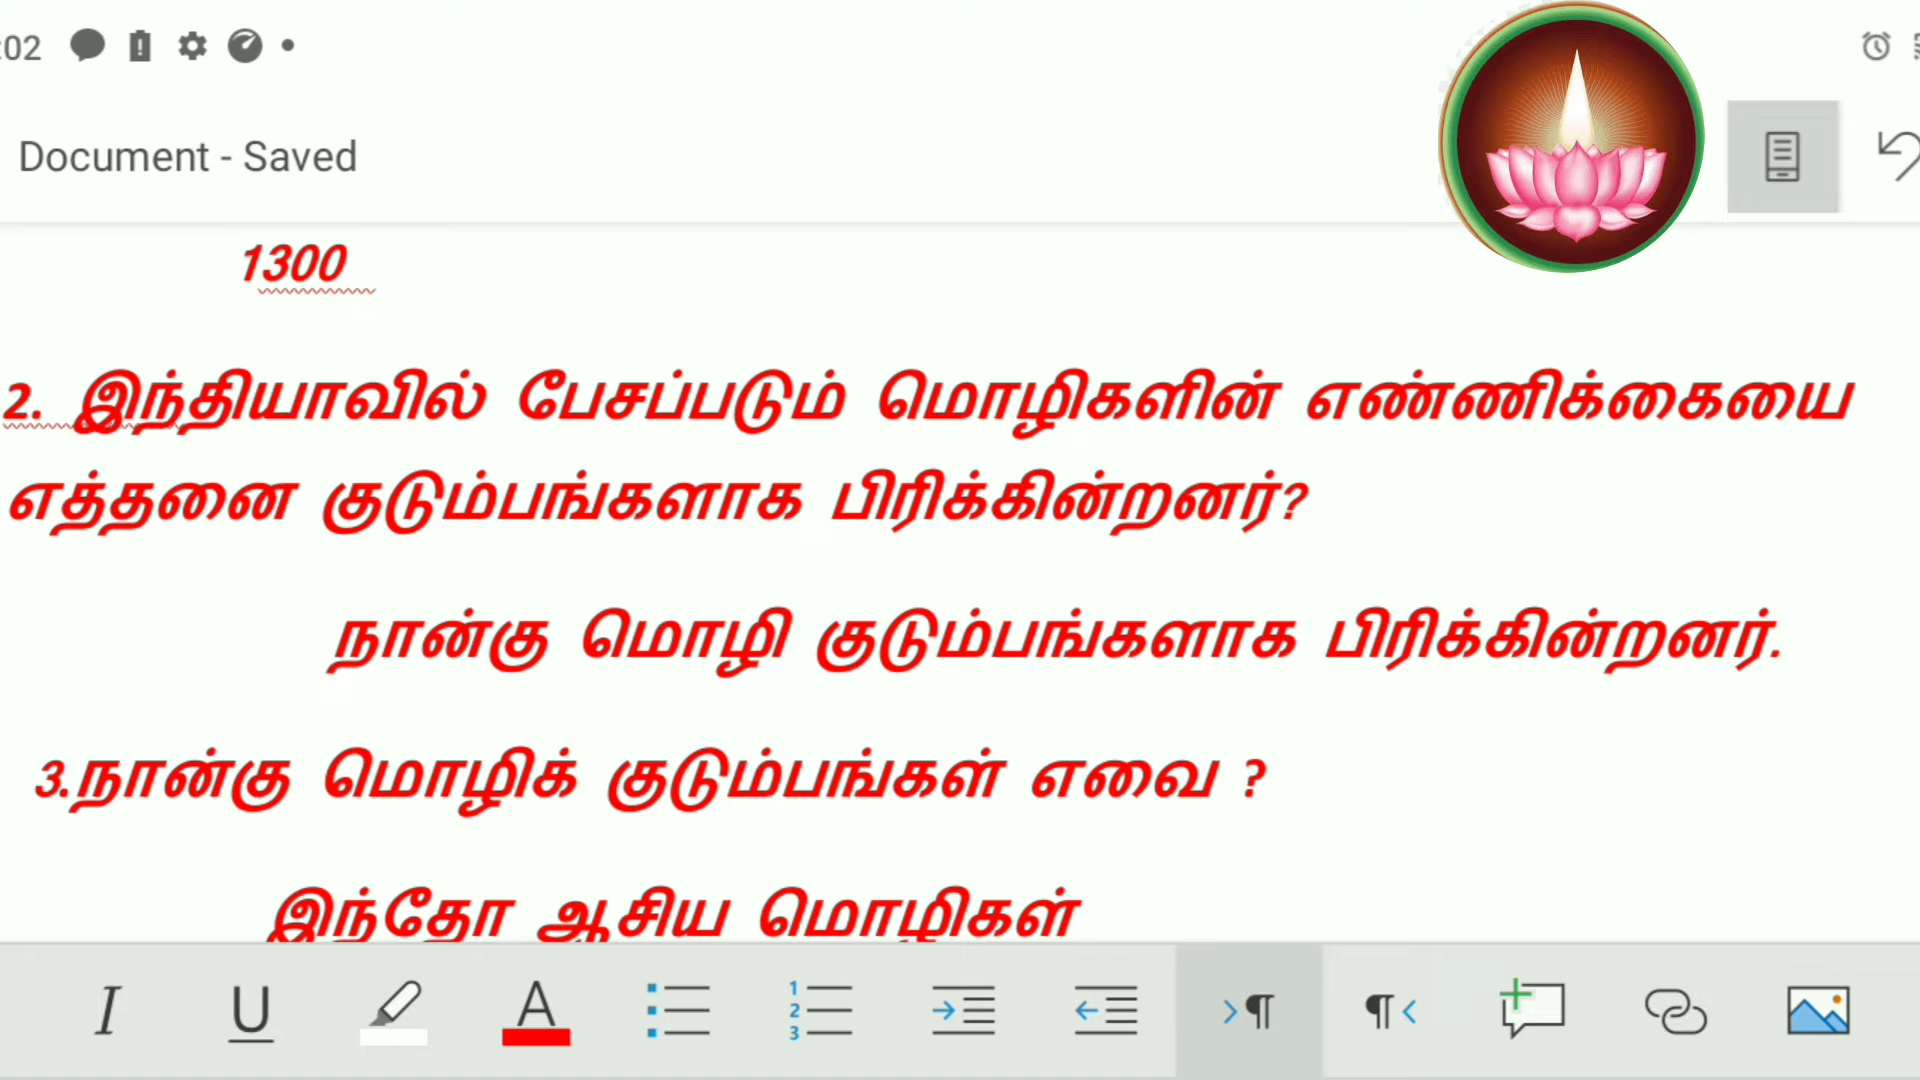 :02
Document - Saved
1300
2. இந்தியாவில் பேசப்படும் மொழிகளின் எண்ணிக்கையை
எத்தனை குடும்பங்களாக பிரிக்கின்றனர்?
நான்கு மொழி குடும்பங்களாக பிரிக்கின்றனர்.
3.நான்கு மொழிக் குடும்பங்கள் எவை ?
இந்தோ ஆசிய மொழிகள்